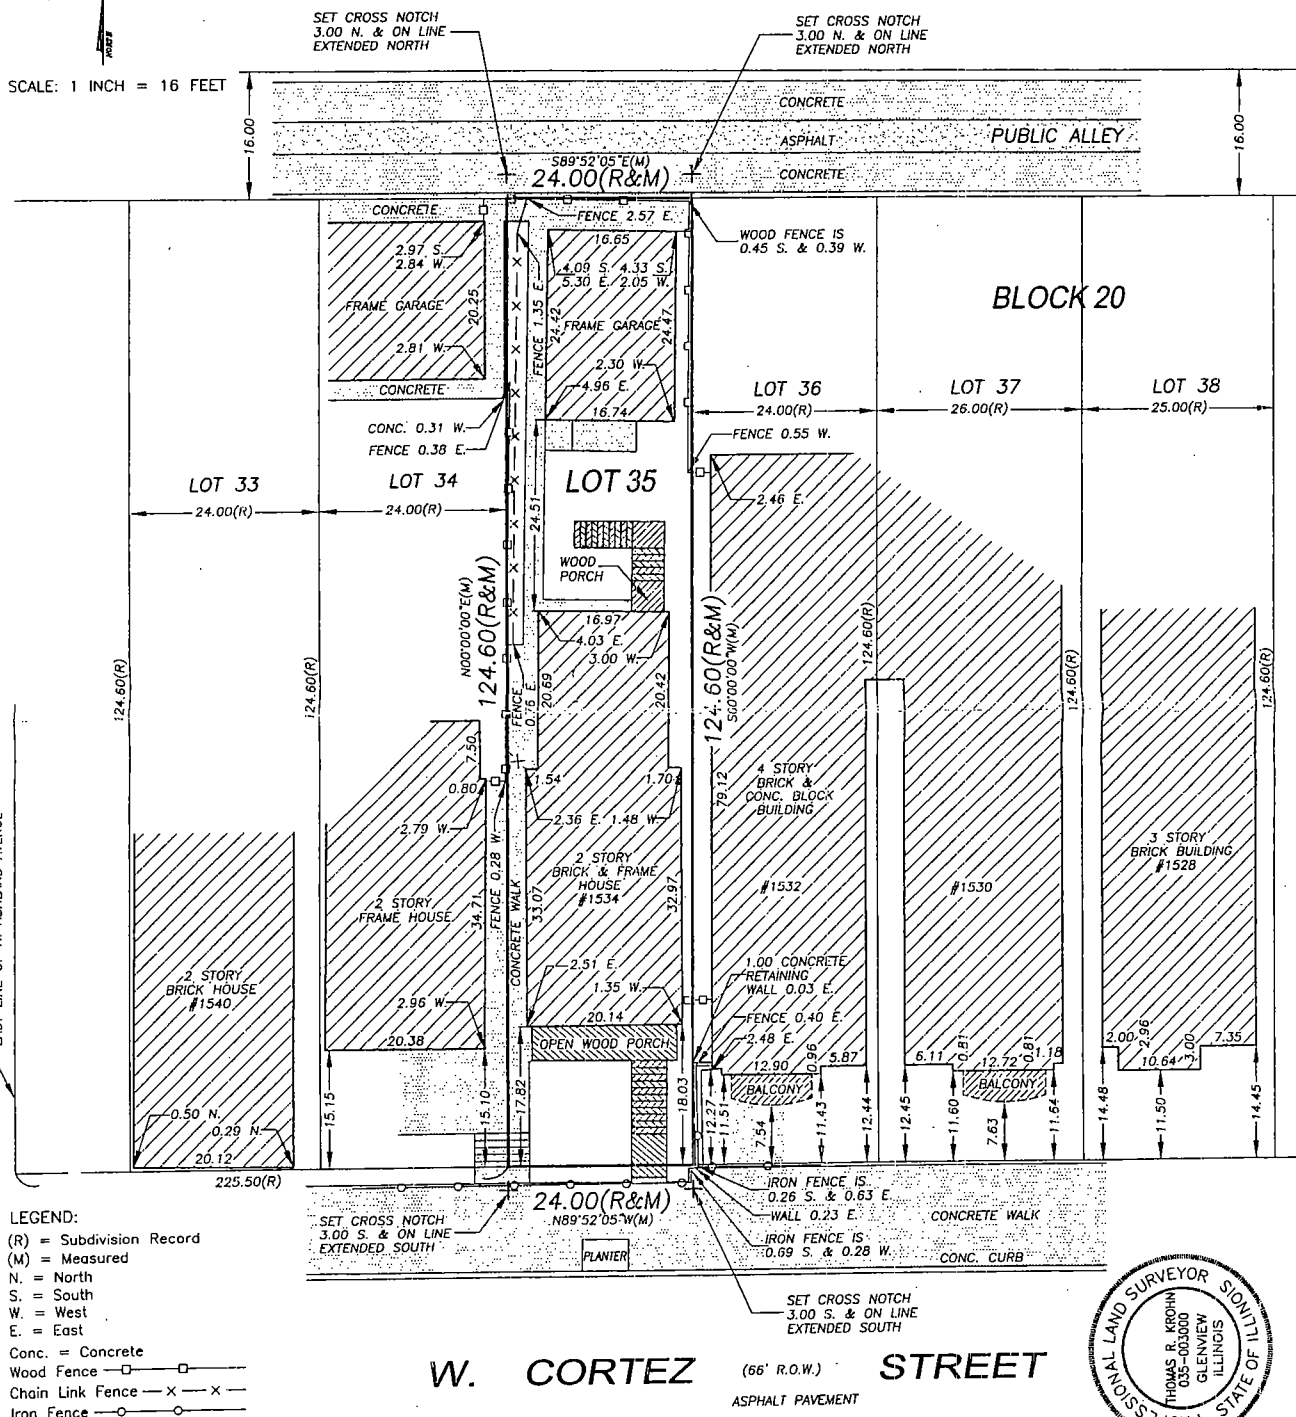 NORTH
SET CROSS NOTCH
3.00 N. & ON LINE
EXTENDED NORTH
SET CROSS NOTCH
3.00 N. & ON LINE
EXTENDED NORTH
SCALE: 1 INCH = 16 FEET
16.00
CONCRETE
ASPHALT
PUBLIC ALLEY
CONCRETE
16.00
S89°52'05"E(M)
24.00(R&M)
CONCRETE
FENCE 2.57 E.
WOOD FENCE IS
0.45 S. & 0.39 W.
2.97 S.
2.84 W.
FRAME GARAGE
20.25
2.81 W.
CONCRETE
16.65
4.09 S. 4.33 S.
5.30 E. 2.05 W.
FENCE 1.35 E.
24.42
FRAME GARAGE
24.47
2.30 W.
4.96 E.
16.74
BLOCK 20
CONC. 0.31 W.
FENCE 0.38 E.
LOT 36
24.00(R)
LOT 37
26.00(R)
LOT 38
25.00(R)
FENCE 0.55 W.
LOT 33
24.00(R)
LOT 34
24.00(R)
LOT 35
24.51
2.46 E.
WOOD
PORCH
N00°00'00"E(M)
124.60(R&M)
16.97
4.03 E.
3.00 W.
124.60(R&M)
S00°00'00"W(M)
124.60(R)
124.60(R)
124.60(R)
124.60(R)
124.60(R)
FENCE
0.76 E.
20.69
20.42
7.50
0.80
2.79 W.
1.54
1.70
2.36 E. 1.48 W.
79.12
4 STORY
BRICK &
CONC. BLOCK
BUILDING
#1532
#1530
3 STORY
BRICK BUILDING
#1528
2 STORY
FRAME HOUSE
34.71
FENCE 0.28 W.
CONCRETE WALK
33.07
2 STORY
BRICK & FRAME
HOUSE
#1534
32.97
2 STORY
BRICK HOUSE
#1540
2.96 W.
20.38
2.51 E.
1.35 W.
20.14
OPEN WOOD PORCH
1.00 CONCRETE
RETAINING
WALL 0.03 E.
FENCE 0.40 E.
2.48 E.
12.90
0.96
5.87
6.11
0.81
12.72
0.81
1.18
2.00
2.96
10.64
3.00
7.35
BALCONY
BALCONY
0.50 N.
0.29 N.
20.12
225.50(R)
15.15
15.10
17.82
18.03
12.27
11.51
7.54
11.43
12.44
12.45
11.60
7.63
11.64
14.48
11.50
14.45
24.00(R&M)
N89°52'05"W(M)
SET CROSS NOTCH
3.00 S. & ON LINE
EXTENDED SOUTH
IRON FENCE IS
0.26 S. & 0.63 E.
WALL 0.23 E.
IRON FENCE IS
0.69 S. & 0.28 W.
CONCRETE WALK
CONC. CURB
PLANTER
SET CROSS NOTCH
3.00 S. & ON LINE
EXTENDED SOUTH
LEGEND:
(R) = Subdivision Record
(M) = Measured
N. = North
S. = South
W. = West
E. = East
Conc. = Concrete
Wood Fence
Chain Link Fence
Iron Fence
W. CORTEZ (66' R.O.W.) STREET
ASPHALT PAVEMENT
LAND SURVEYOR
STATE OF ILLINOIS
THOMAS R. KROHN
035-003000
GLENVIEW
ILLINOIS